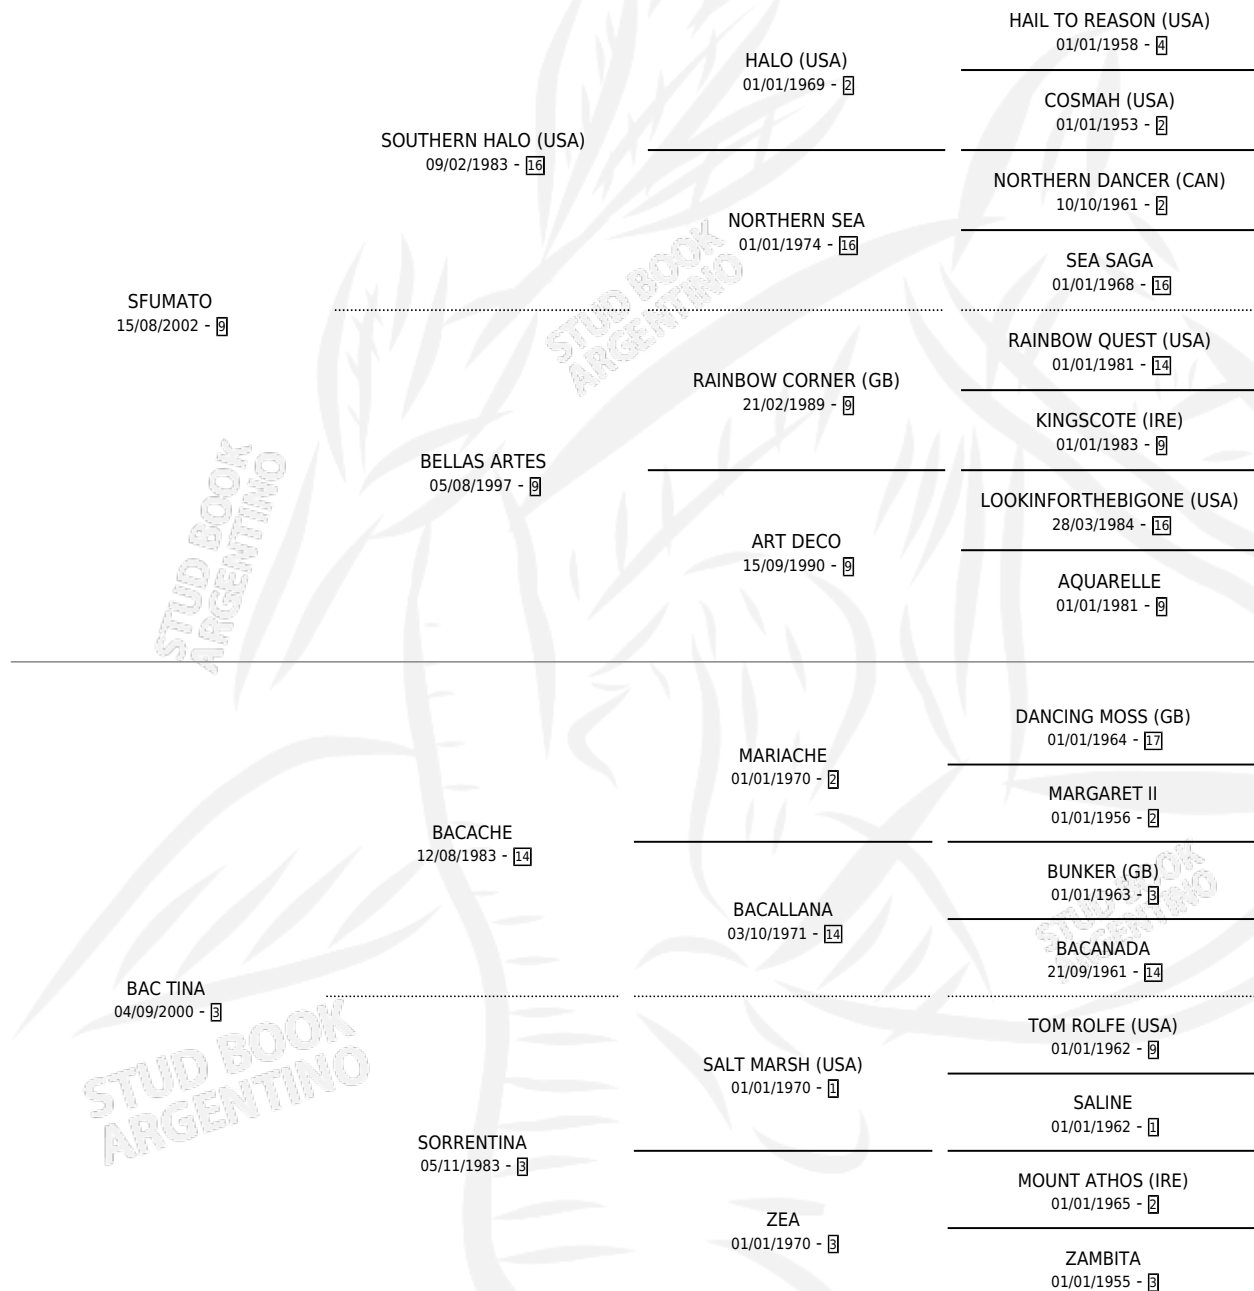 HAIL TO REASON (USA)
01/01/1958 - 4
HALO (USA)
01/01/1969 - 2
COSMAH (USA)
01/01/1953 - 2
SOUTHERN HALO (USA)
09/02/1983 - 16
NORTHERN DANCER (CAN)
10/10/1961 - 2
NORTHERN SEA
01/01/1974 - 16
SEA SAGA
01/01/1968 - 16
SFUMATO
15/08/2002 - 9
STUD BOOK
ARGENTINO
RAINBOW QUEST (USA)
01/01/1981 - 14
RAINBOW CORNER (GB)
21/02/1989 - 9
KINGSCOTE (IRE)
01/01/1983 - 9
BELLAS ARTES
05/08/1997 - 9
LOOKINFORTHEBIGONE (USA)
28/03/1984 - 16
ART DECO
15/09/1990 - 9
AQUARELLE
01/01/1981 - 9
STUD BOOK
ARGENTINO
DANCING MOSS (GB)
01/01/1964 - 17
MARIACHE
01/01/1970 - 2
MARGARET II
01/01/1956 - 2
BACACHE
12/08/1983 - 14
BUNKER (GB)
01/01/1963 - 3
BACALLANA
03/10/1971 - 14
BACANADA
21/09/1961 - 14
STUD BOOK
ARGENTINO
BAC TINA
04/09/2000 - 3
STUD BOOK
ARGENTINO
TOM ROLFE (USA)
01/01/1962 - 9
SALT MARSH (USA)
01/01/1970 - 1
SALINE
01/01/1962 - 1
SORRENTINA
05/11/1983 - 3
MOUNT ATHOS (IRE)
01/01/1965 - 2
ZEA
01/01/1970 - 3
ZAMBITA
01/01/1955 - 3